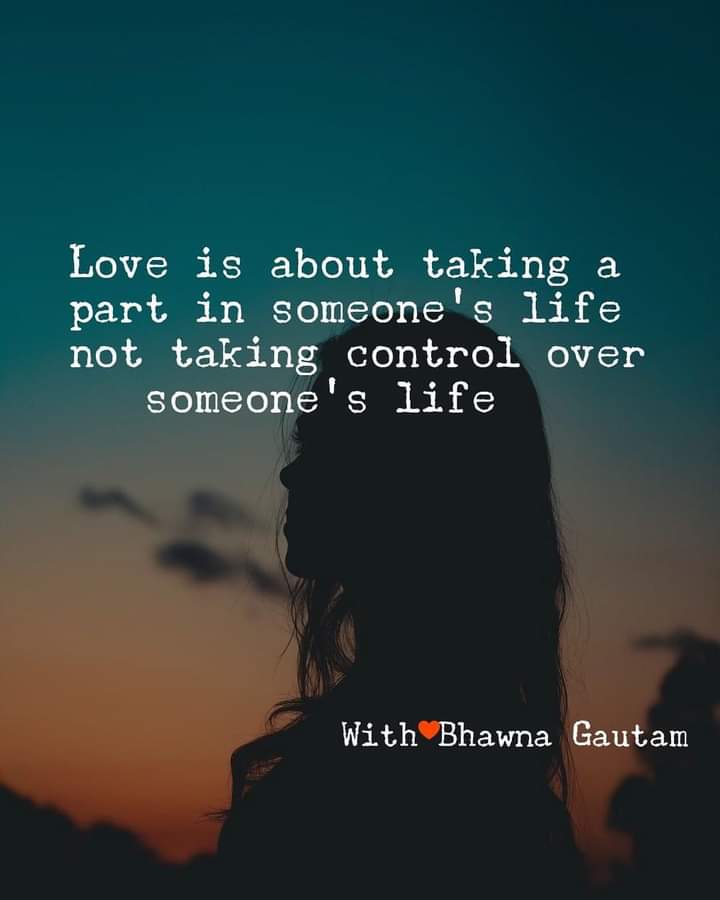 Love is about taking a
part in someone's life
not taking control over
someone's life
With❤Bhawna Gautam